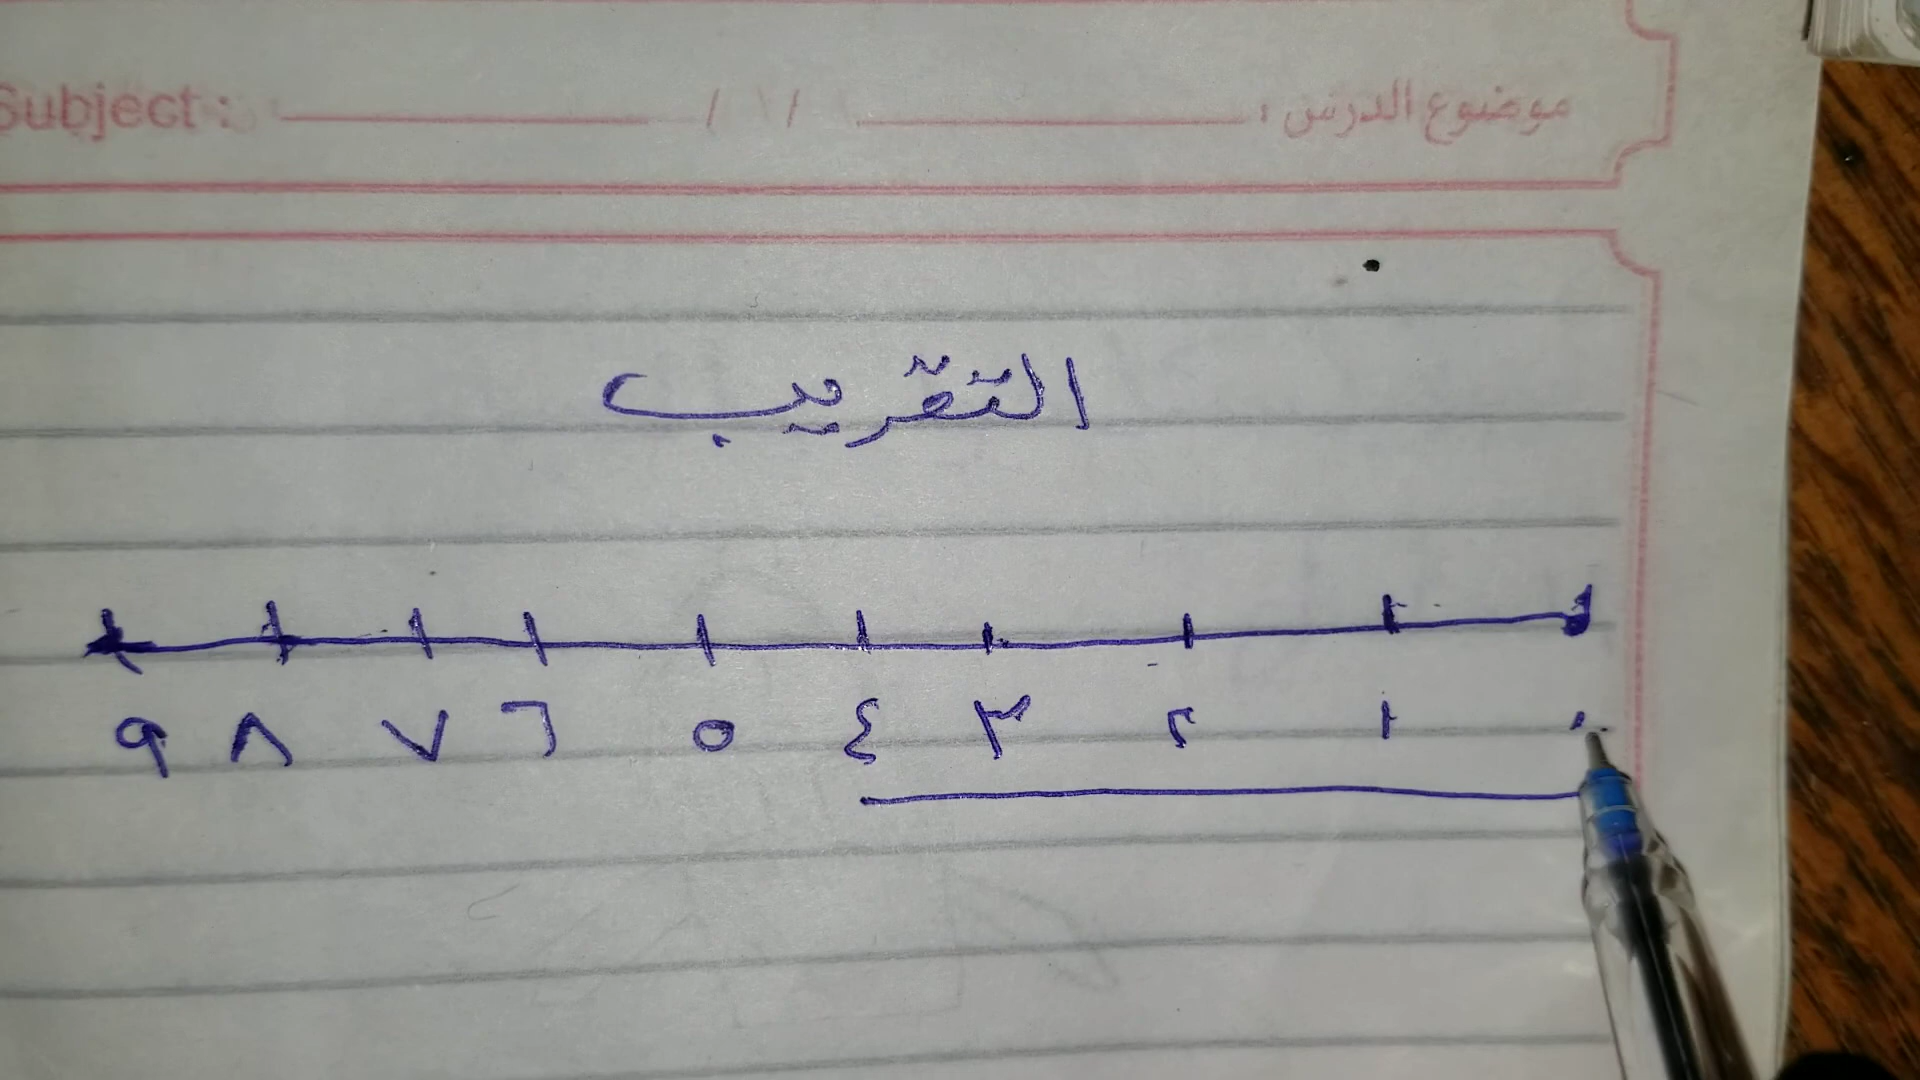 Subject : / / موضوع الدرس :
التقريب
٠ ١ ٢ ٣ ٤ ٥ ٦ ٧ ٨ ٩